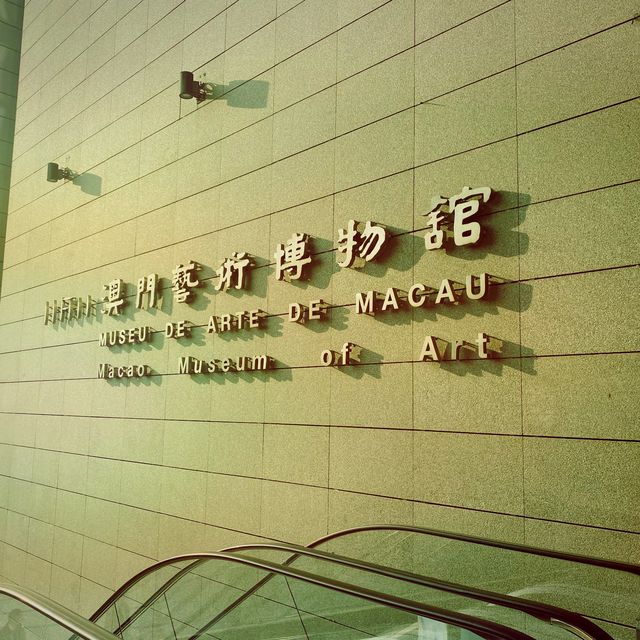 澳門藝術博物館
MUSEU DE ARTE DE MACAU
Macao Museum of Art